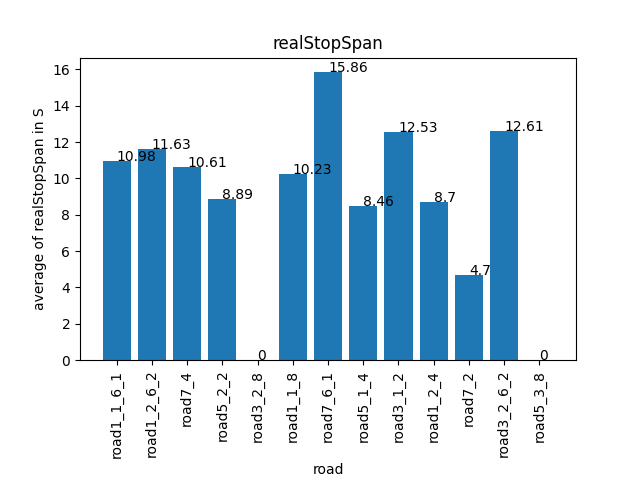 realStopSpan
average of realStopSpan in S
16
14
12
10
8
6
4
2
0
10.98
11.63
10.61
8.89
0
10.23
15.86
8.46
12.53
8.7
4.7
12.61
0
road1_1_6_1
road1_2_6_2
road7_4
road5_2_2
road3_2_8
road1_1_8
road7_6_1
road5_1_4
road3_1_2
road1_2_4
road7_2
road3_2_6_2
road5_3_8
road